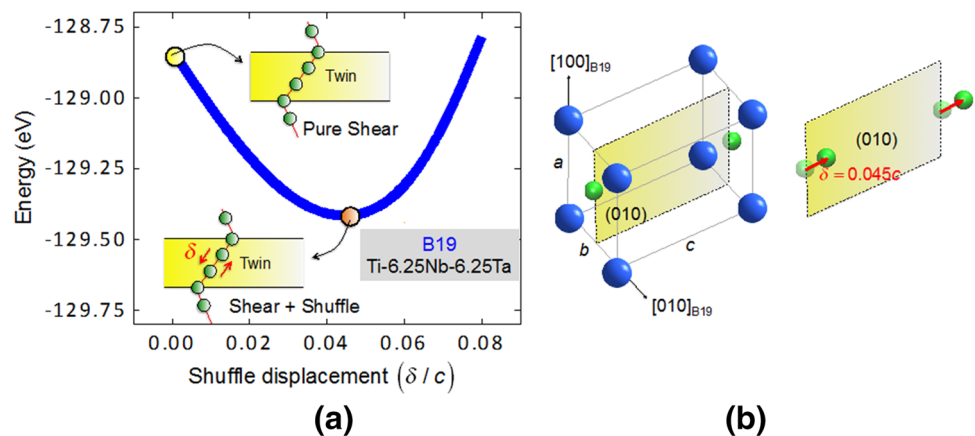 -128.75
-129.00
-129.25
-129.50
-129.75
Energy (eV)
0.00 0.02 0.04 0.06 0.08
Shuffle displacement (δ / c)
Twin
Pure Shear
δ
Twin
Shear + Shuffle
B19
Ti-6.25Nb-6.25Ta
(a)
[100]B19
a
(010)
b
c
[010]B19
(010)
δ = 0.045c
(b)